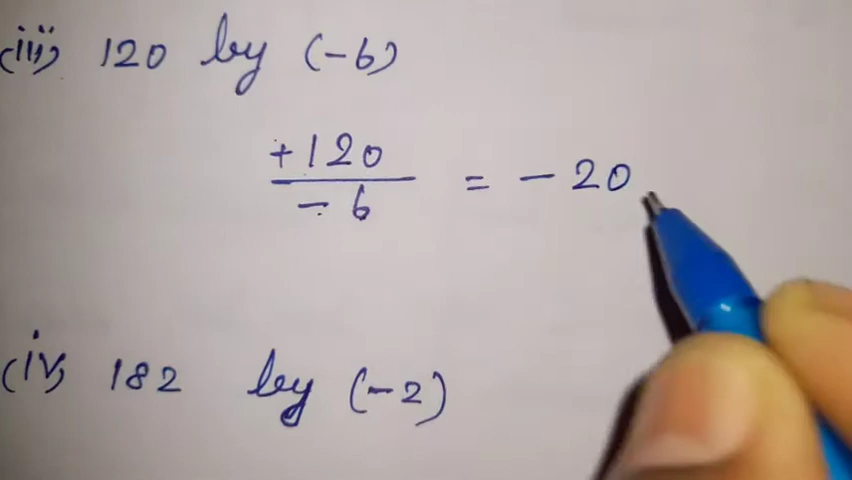 (iii) 120 by (-6)
+120
= -20
-6
(iv) 182 by (-2)